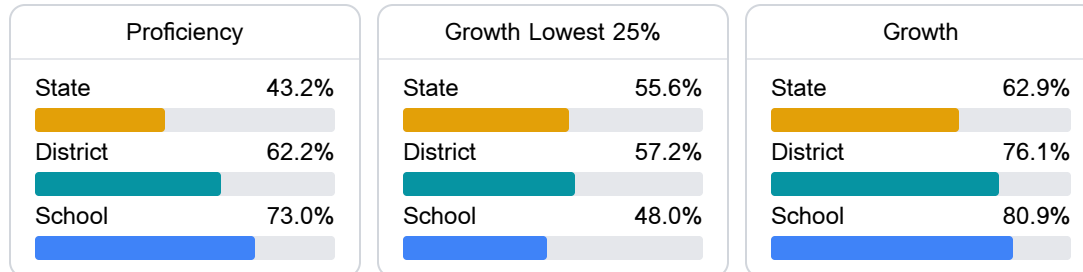 Proficiency
State 43.2%
District 62.2%
School 73.0%
Growth Lowest 25%
State 55.6%
District 57.2%
School 48.0%
Growth
State 62.9%
District 76.1%
School 80.9%